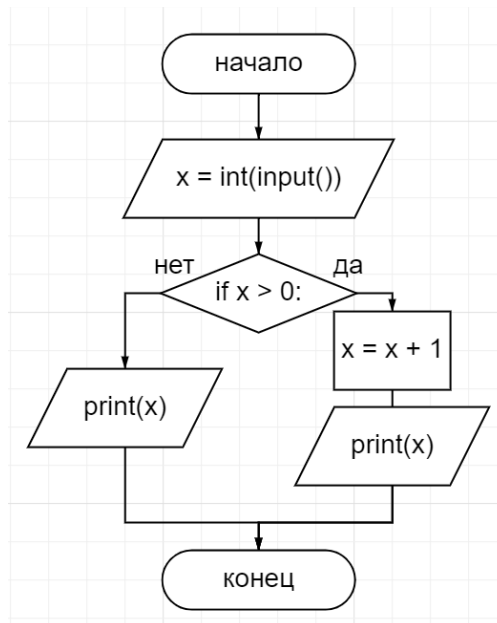 начало
x = int(input())
нет
да
if x > 0:
x = x + 1
print(x)
print(x)
конец